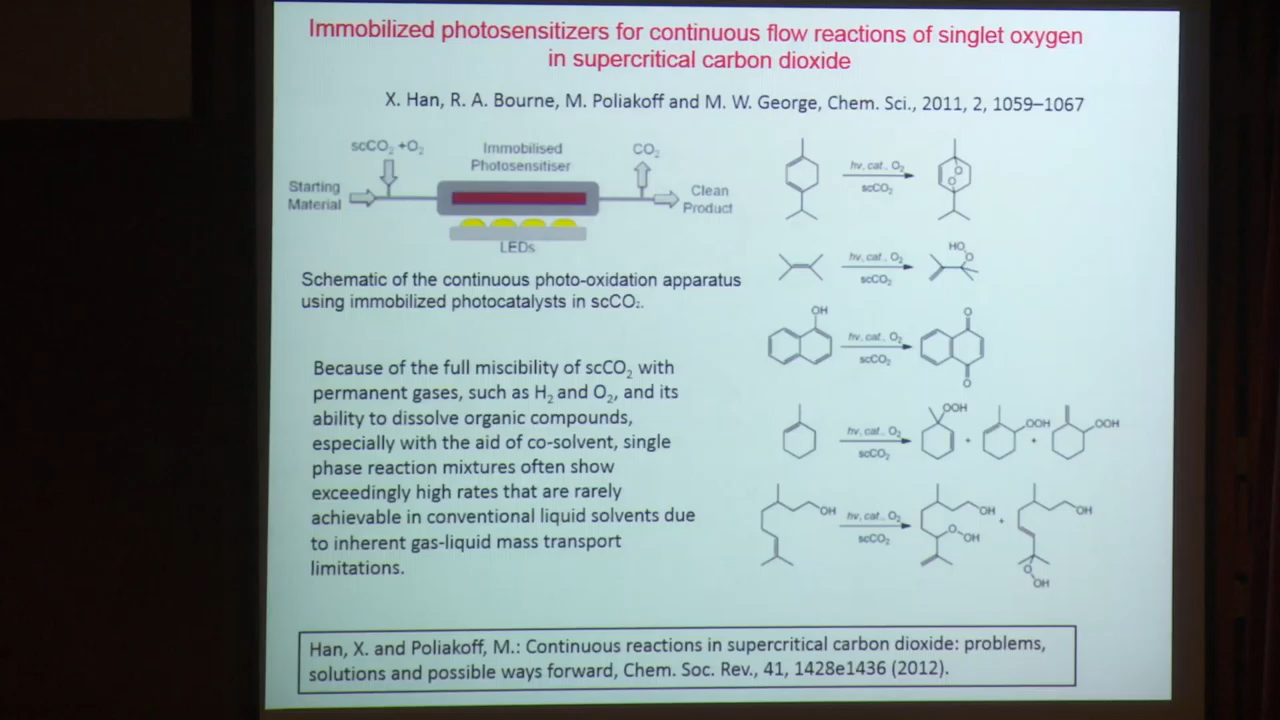 Immobilized photosensitizers for continuous flow reactions of singlet oxygen
in supercritical carbon dioxide
X. Han, R. A. Bourne, M. Poliakoff and M. W. George, Chem. Sci., 2011, 2, 1059–1067
scCO₂ +O₂
Immobilised
Photosensitiser
CO₂
Starting
Material
Clean
Product
LEDs
Schematic of the continuous photo-oxidation apparatus
using immobilized photocatalysts in scCO₂.
Because of the full miscibility of scCO₂ with
permanent gases, such as H₂ and O₂, and its
ability to dissolve organic compounds,
especially with the aid of co-solvent, single
phase reaction mixtures often show
exceedingly high rates that are rarely
achievable in conventional liquid solvents due
to inherent gas-liquid mass transport
limitations.
hv, cat., O₂
scCO₂
O
O
hv, cat., O₂
scCO₂
HO
O
OH
hv, cat., O₂
scCO₂
O
O
hv, cat., O₂
scCO₂
OOH
+
OOH
+
OOH
OH
hv, cat., O₂
scCO₂
OH
O
OH
+
OH
O
OH
Han, X. and Poliakoff, M.: Continuous reactions in supercritical carbon dioxide: problems,
solutions and possible ways forward, Chem. Soc. Rev., 41, 1428e1436 (2012).